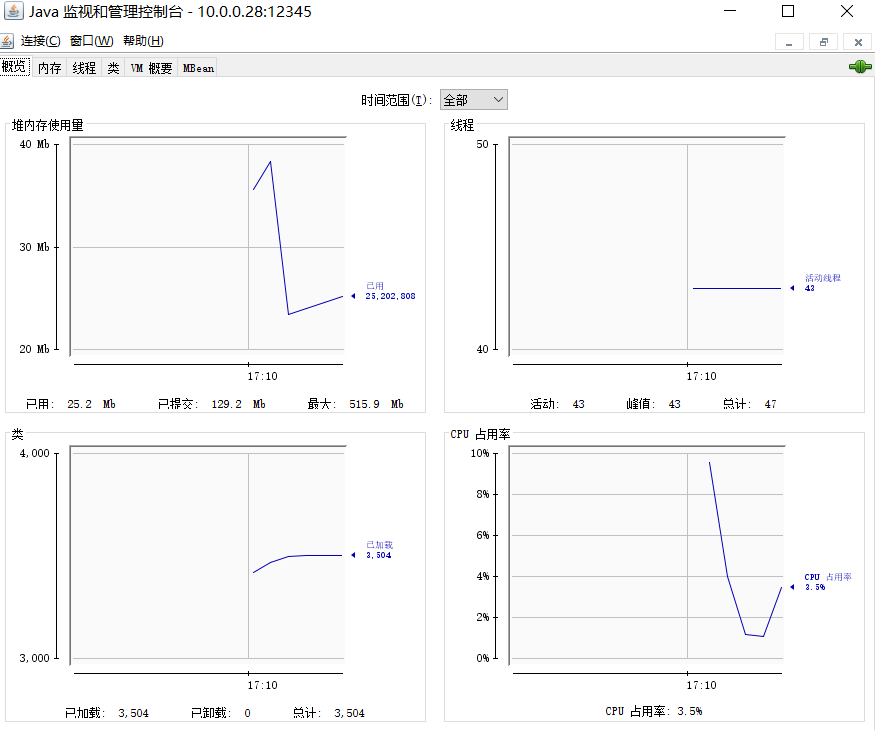 Java 监视和管理控制台 - 10.0.0.28:12345
连接(C) 窗口(W) 帮助(H)
概览 内存 线程 类 VM 概要 MBean
时间范围(T): 全部
堆内存使用量
40 Mb
30 Mb
20 Mb
已用
25,202,808
17:10
已用: 25.2 Mb 已提交: 129.2 Mb 最大: 515.9 Mb
线程
50
40
活动线程
43
17:10
活动: 43 峰值: 43 总计: 47
类
4,000
3,000
已加载
3,504
17:10
已加载: 3,504 已卸载: 0 总计: 3,504
CPU 占用率
10%
8%
6%
4%
2%
0%
CPU 占用率
3.5%
17:10
CPU 占用率: 3.5%